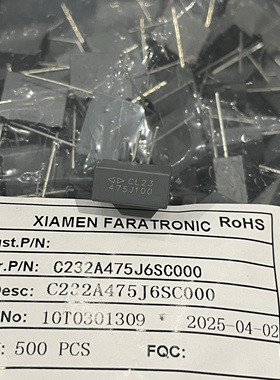 CL23
475J100
XIAMEN FARATRONIC RoHS
ust.P/N:
r.P/N: C232A475J6SC000
Desc: C232A475J6SC000
No: 10T0301309 * 2025-04-02
: 500 PCS FQC: